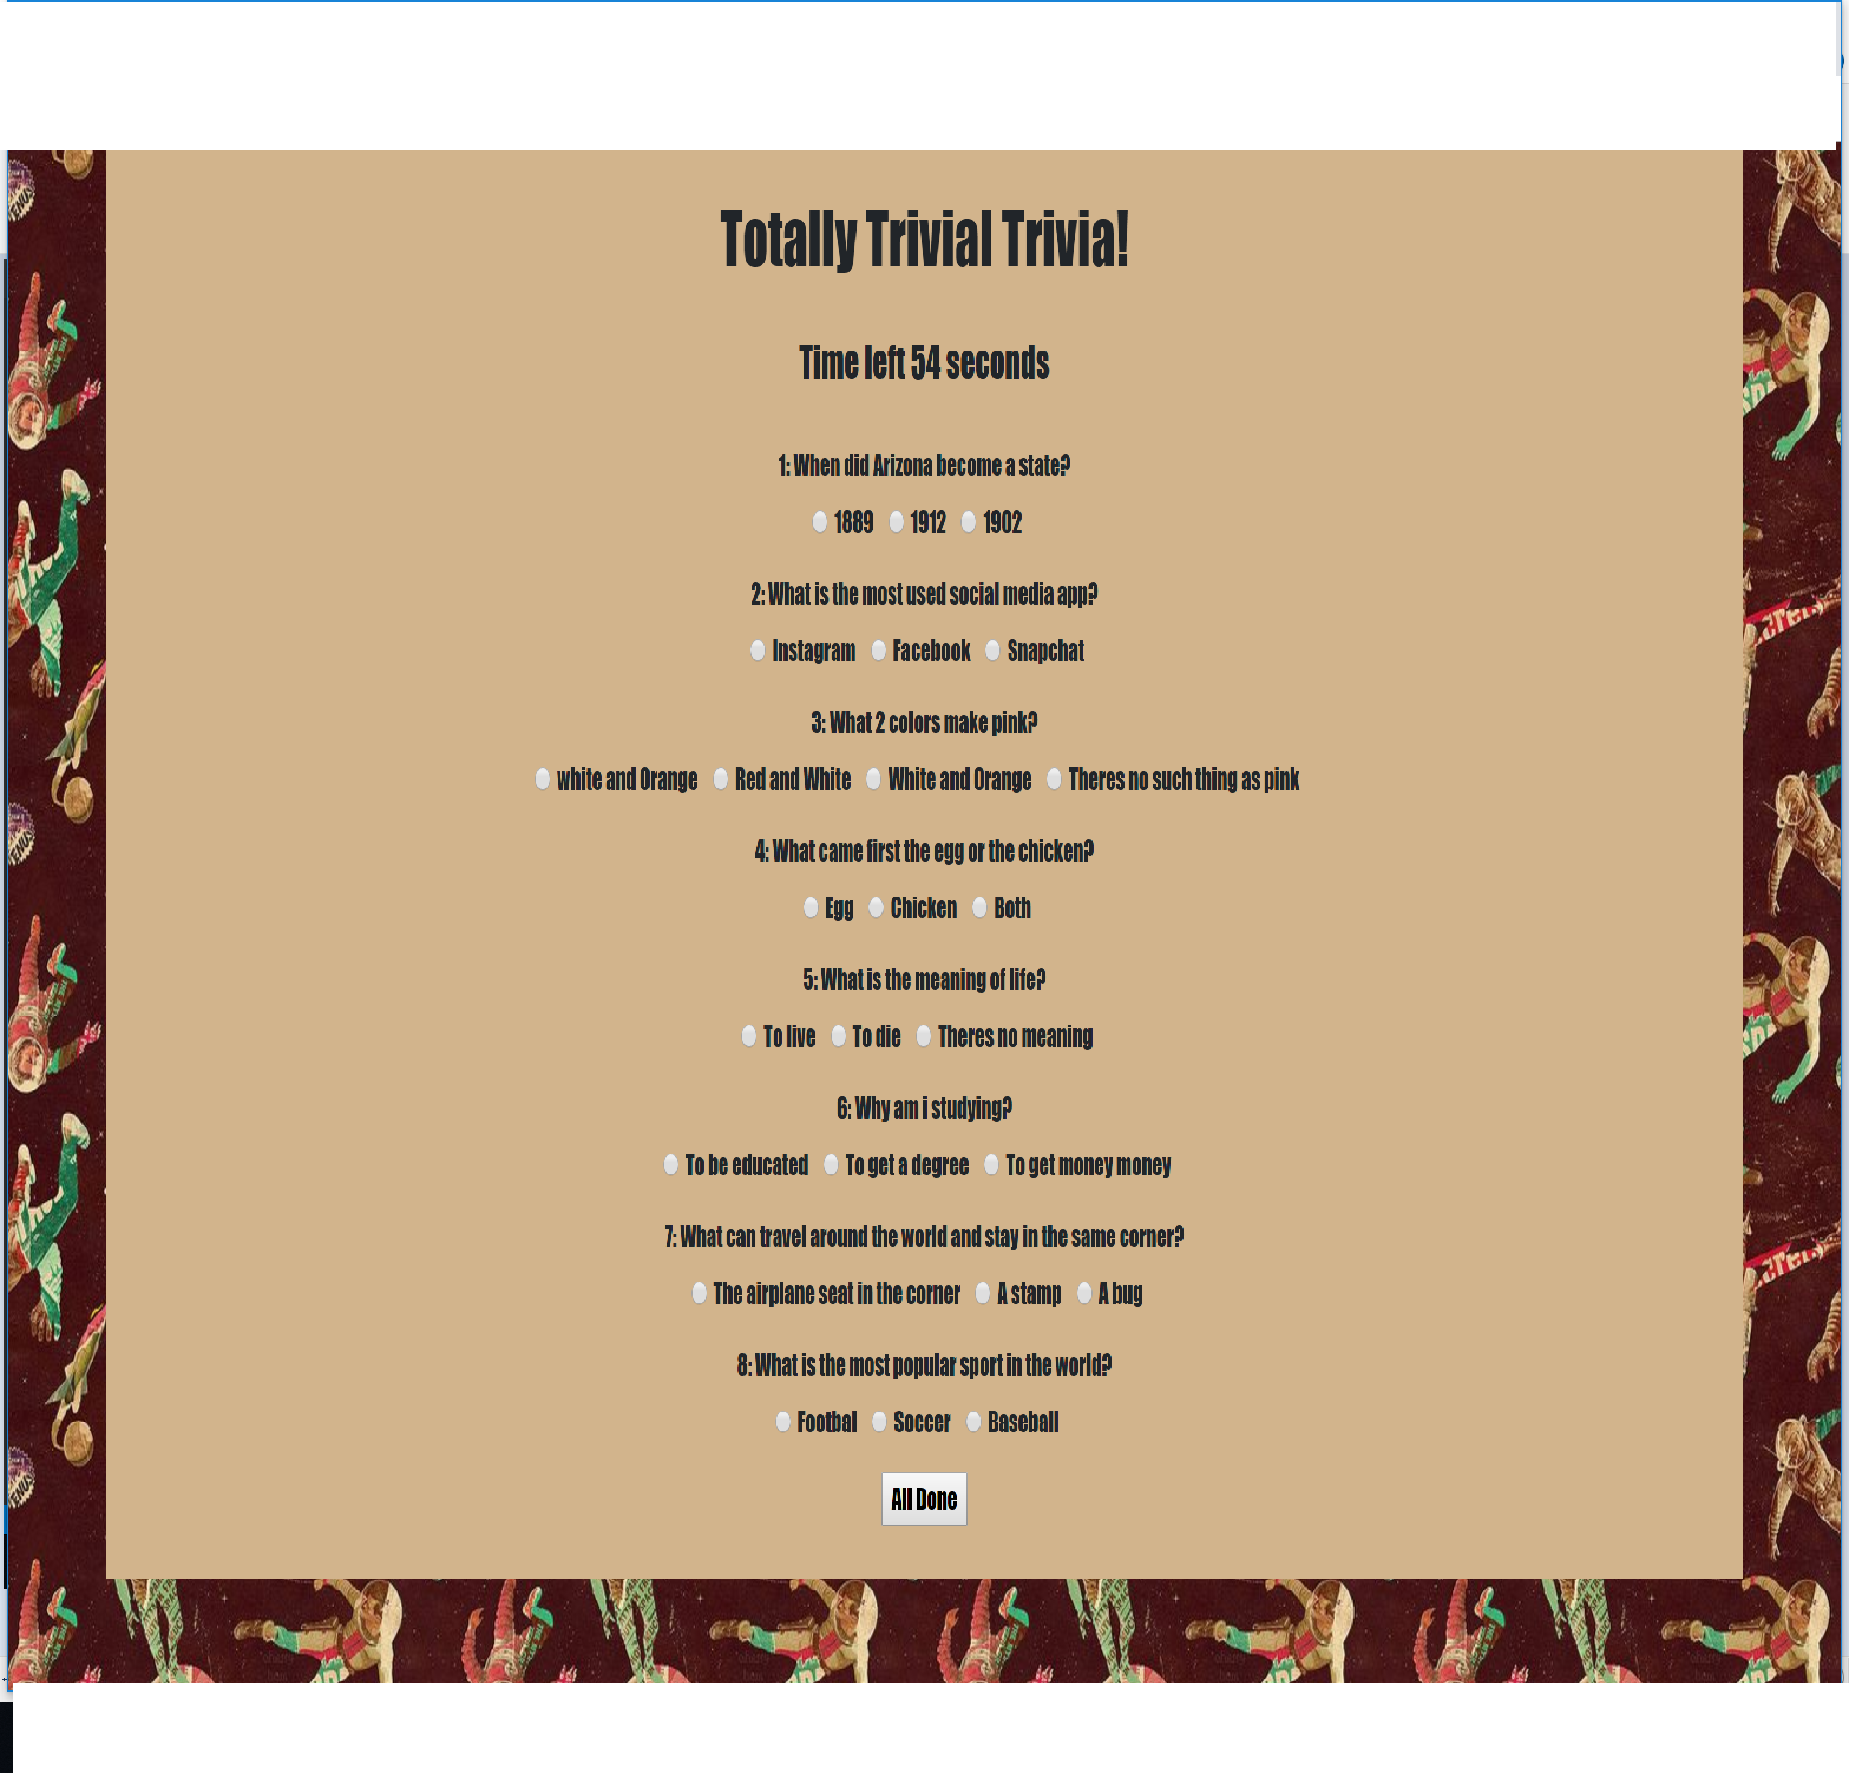 Totally Trivial Trivia!
Time left 54 seconds
1: When did Arizona become a state?
1889 1912 1902
2: What is the most used social media app?
Instagram Facebook Snapchat
3: What 2 colors make pink?
white and Orange Red and White White and Orange Theres no such thing as pink
4: What came first the egg or the chicken?
Egg Chicken Both
5: What is the meaning of life?
To live To die Theres no meaning
6: Why am i studying?
To be educated To get a degree To get money money
7: What can travel around the world and stay in the same corner?
The airplane seat in the corner A stamp A bug
8: What is the most popular sport in the world?
Footbal Soccer Baseball
All Done